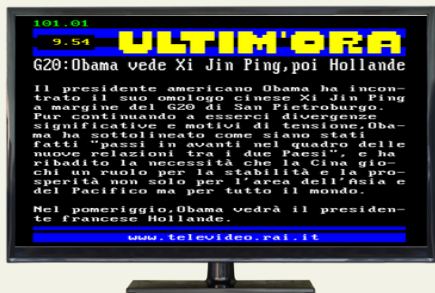 101.01
9.54 ULTIM'ORA
G20:Obama vede Xi Jin Ping,poi Hollande
Il presidente americano Obama ha incon-
trato il suo omologo cinese Xi Jin Ping
a margine del G20 di San Pietroburgo.
Pur continuando a esserci divergenze
significative e motivi di tensione,Oba-
ma ha sottolineato come siano stati
fatti "passi in avanti nel quadro delle
nuove relazioni tra i due Paesi", e ha
ribadito la necessità che la Cina gio-
chi un ruolo per la stabilità e la pro-
sperità non solo per l'area dell'Asia e
del Pacifico ma per tutto il mondo.
Nel pomeriggio,Obama vedrà il presiden-
te francese Hollande.
www.televideo.rai.it